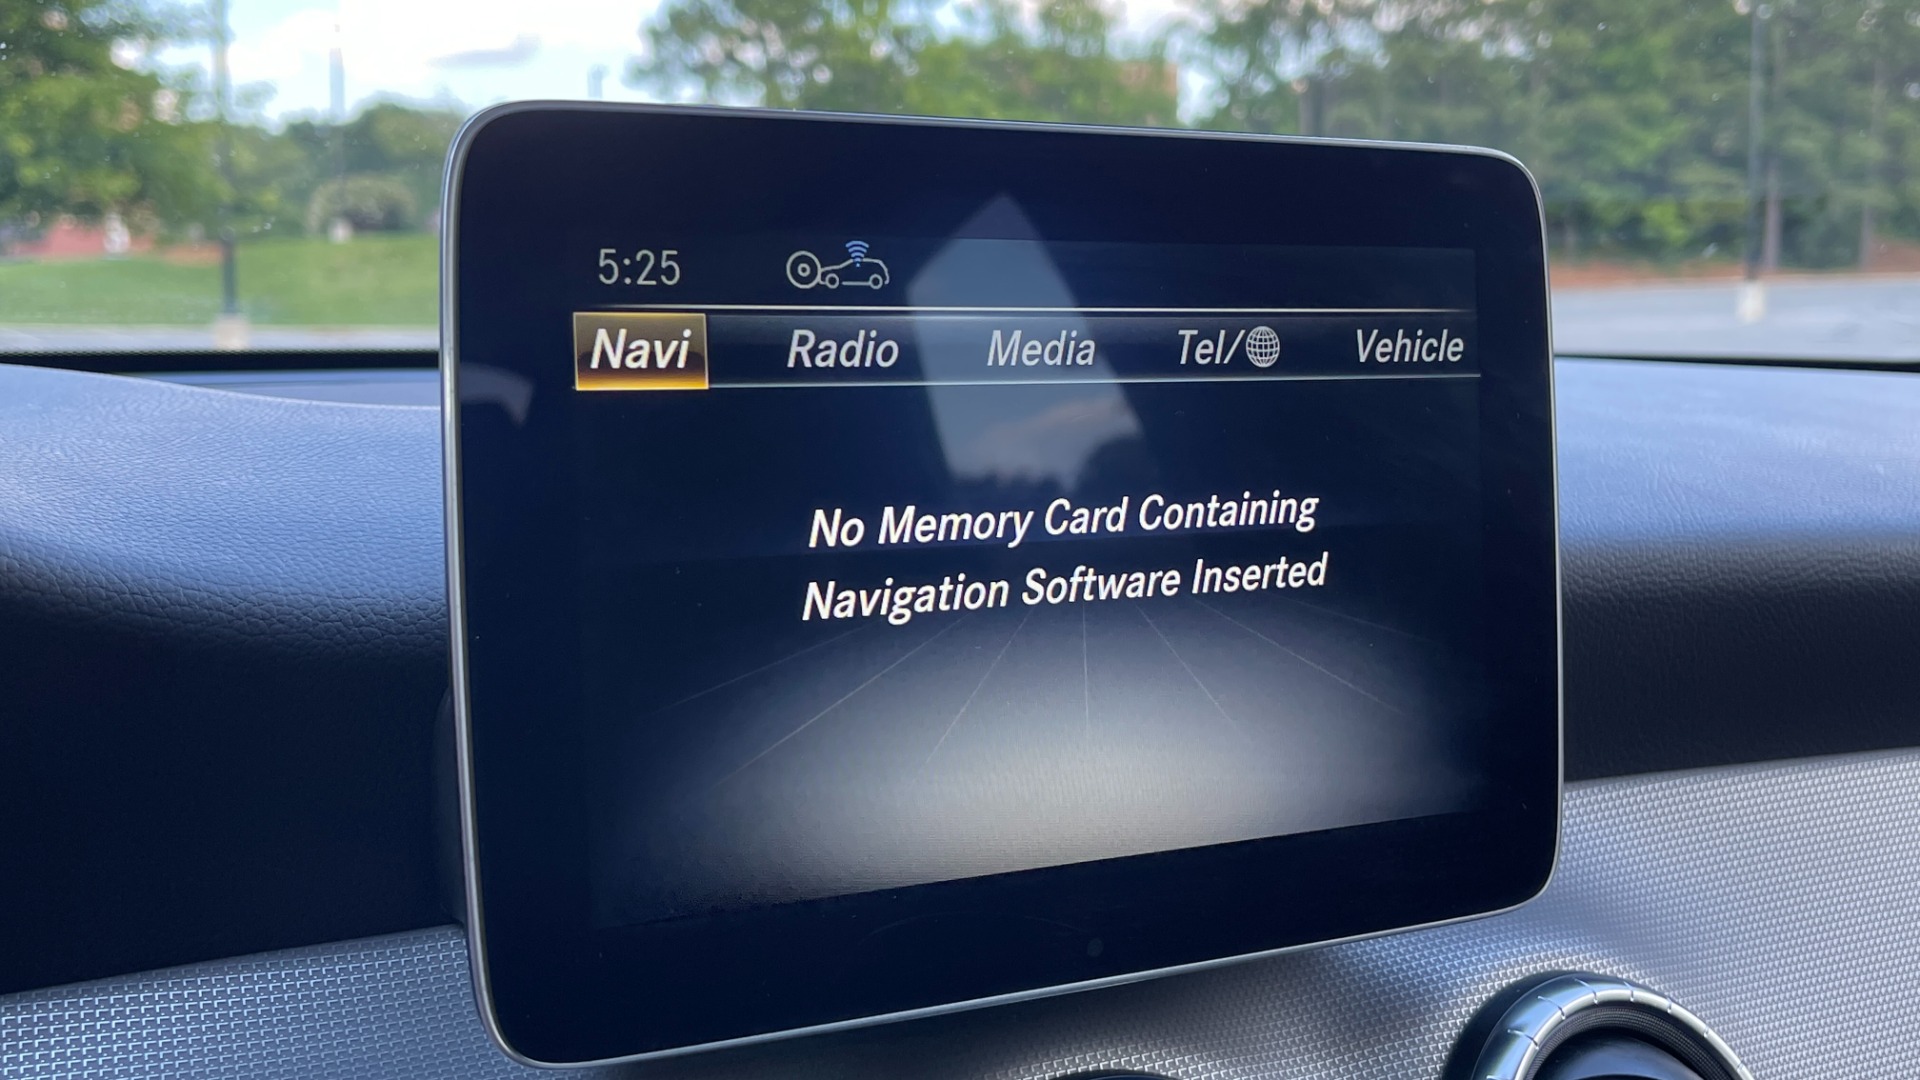 5:25
Navi Radio Media Tel/ Vehicle
No Memory Card Containing
Navigation Software Inserted